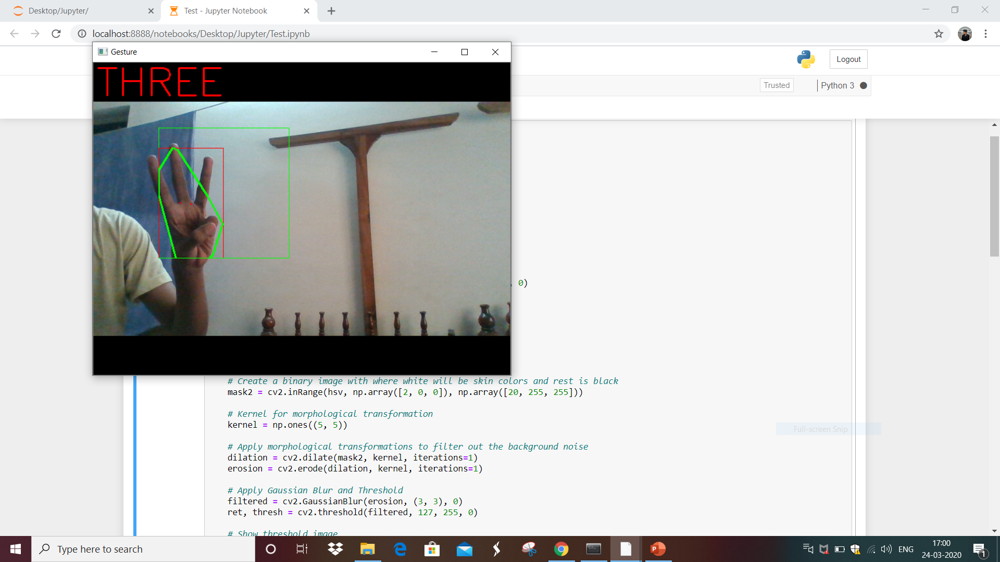 Desktop/Jupyter/
Test - Jupyter Notebook
localhost:8888/notebooks/Desktop/Jupyter/Test.ipynb
Gesture
THREE
Logout
Trusted
Python 3
, 0)
# Create a binary image with where white will be skin colors and rest is black
mask2 = cv2.inRange(hsv, np.array([2, 0, 0]), np.array([20, 255, 255]))
# Kernel for morphological transformation
kernel = np.ones((5, 5))
Full-screen Snip
# Apply morphological transformations to filter out the background noise
dilation = cv2.dilate(mask2, kernel, iterations=1)
erosion = cv2.erode(dilation, kernel, iterations=1)
# Apply Gaussian Blur and Threshold
filtered = cv2.GaussianBlur(erosion, (3, 3), 0)
ret, thresh = cv2.threshold(filtered, 127, 255, 0)
# Show threshold image
Type here to search
ENG
17:00
24-03-2020
1